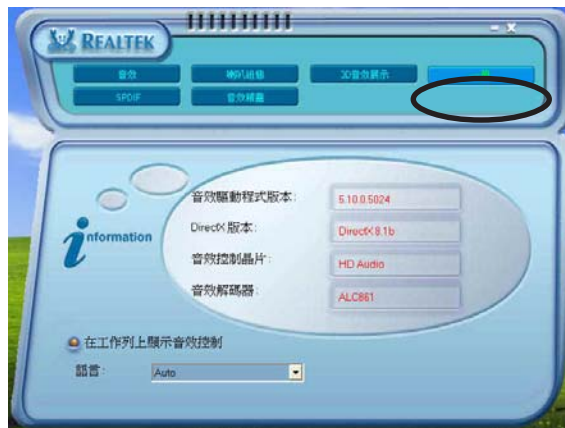 REALTEK
音效
喇叭組態
3D音效展示
SPDIF
音效精靈
音效驅動程式版本:
5.10.0.5024
DirectX 版本:
DirectX 8.1b
information
音效控制晶片:
HD Audio
音效解碼器:
ALC861
在工作列上顯示音效控制
語言:
Auto